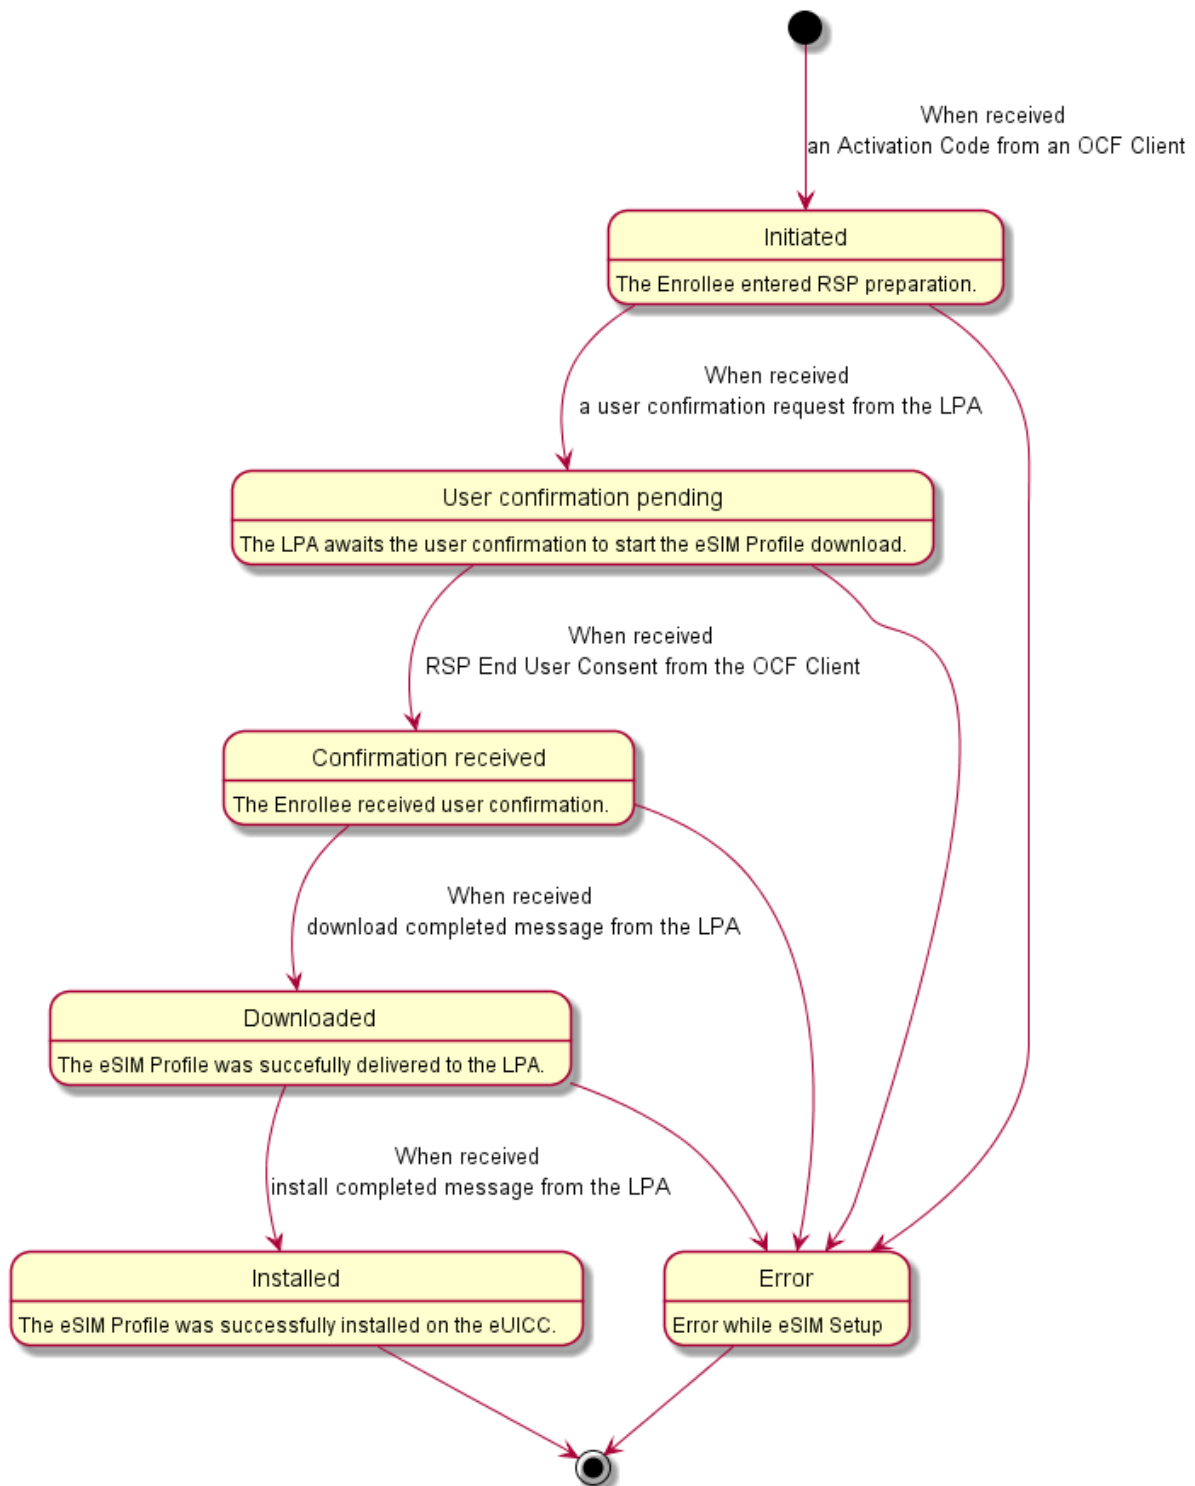 When received
an Activation Code from an OCF Client
Initiated
The Enrollee entered RSP preparation.
When received
a user confirmation request from the LPA
User confirmation pending
The LPA awaits the user confirmation to start the eSIM Profile download.
When received
RSP End User Consent from the OCF Client
Confirmation received
The Enrollee received user confirmation.
When received
download completed message from the LPA
Downloaded
The eSIM Profile was succefully delivered to the LPA.
When received
install completed message from the LPA
Installed
The eSIM Profile was successfully installed on the eUICC.
Error
Error while eSIM Setup